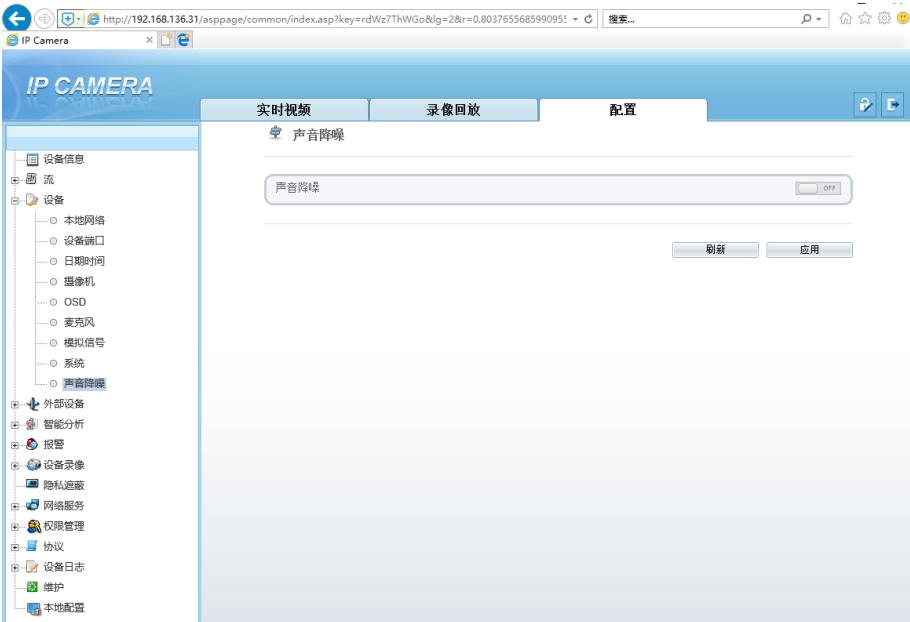 http://192.168.136.31/asppage/common/index.asp?key=rdWz7ThWGo&lg=2&r=0.8037655685990955
搜索...
IP Camera
IP CAMERA
实时视频
录像回放
配置
声音降噪
声音降噪
OFF
刷新
应用
设备信息
流
设备
本地网络
设备端口
日期时间
摄像机
OSD
麦克风
模拟信号
系统
声音降噪
外部设备
智能分析
报警
设备录像
隐私遮蔽
网络服务
权限管理
协议
设备日志
维护
本地配置